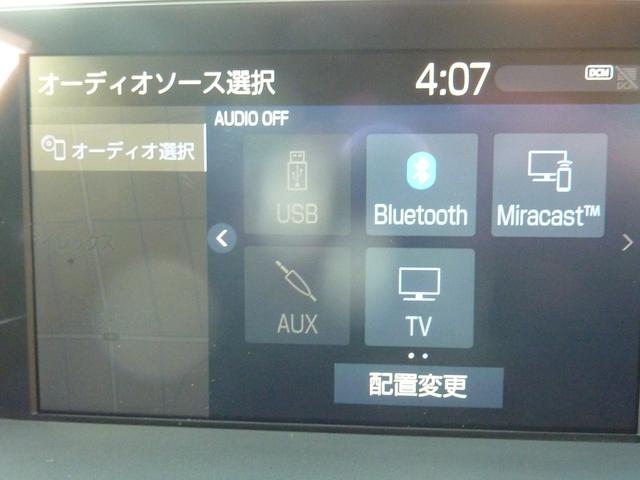 オーディオソース選択
4:07
DCM
AUDIO OFF
オーディオ選択
USB
Bluetooth
Miracast™
AUX
TV
配置変更